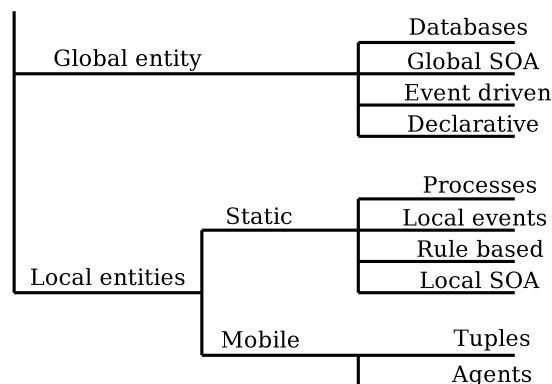 Databases
Global entity
Global SOA
Event driven
Declarative
Processes
Static
Local events
Rule based
Local entities
Local SOA
Mobile
Tuples
Agents